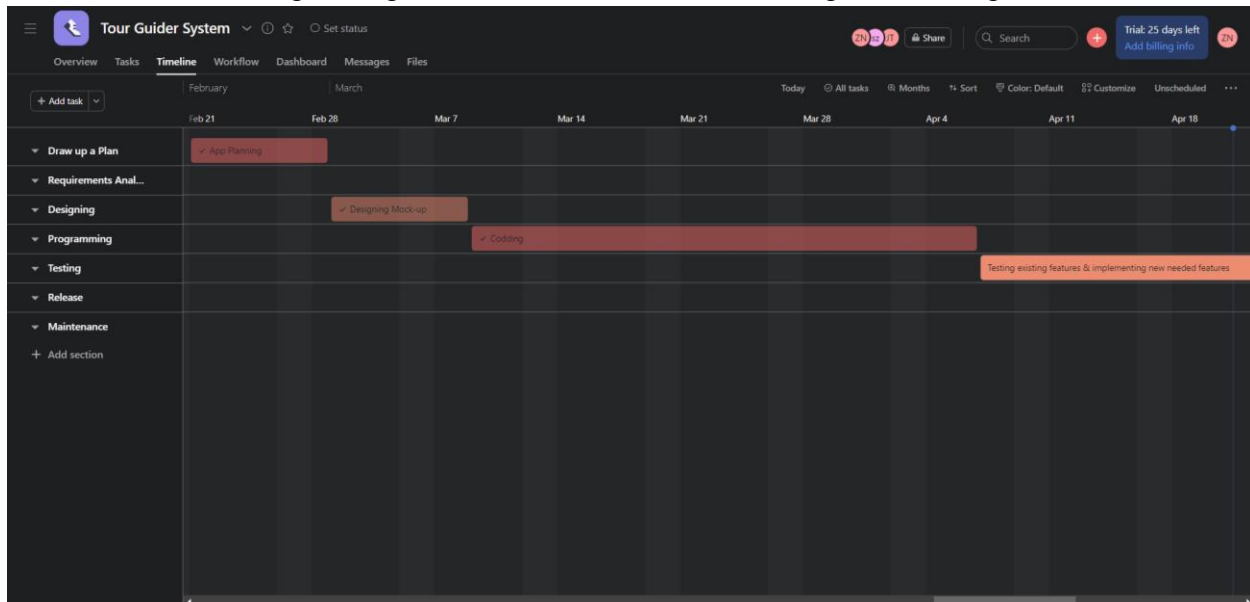 Tour Guider System
Set status
ZN sz JT Share
Search
Trial: 25 days left
Add billing info
ZN
Overview Tasks Timeline Workflow Dashboard Messages Files
+ Add task
February March
Today All tasks Months Sort Color: Default Customize Unscheduled
Feb 21 Feb 28 Mar 7 Mar 14 Mar 21 Mar 28 Apr 4 Apr 11 Apr 18
Draw up a Plan
App Planning
Requirements Anal...
Designing
Designing Mock-up
Programming
Codding
Testing
Testing existing features & implementing new needed features
Release
Maintenance
+ Add section